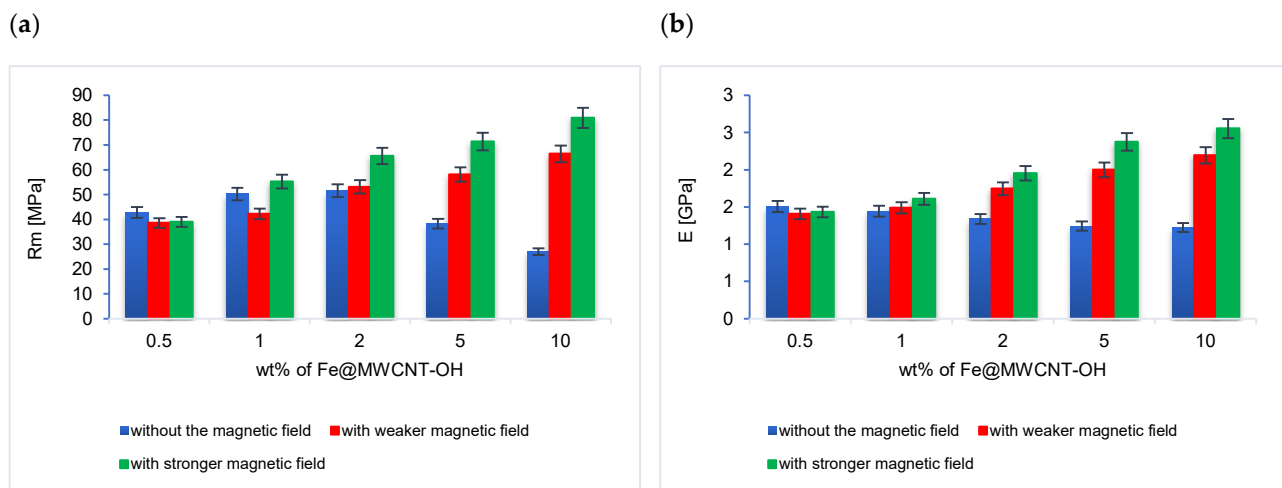 (a)
Rm [MPa]
90
80
70
60
50
40
30
20
10
0
0.5 1 2 5 10
wt% of Fe@MWCNT-OH
without the magnetic field with weaker magnetic field
with stronger magnetic field
(b)
E [GPa]
3
3
2
2
1
1
0
0.5 1 2 5 10
wt% of Fe@MWCNT-OH
without the magnetic field with weaker magnetic field
with stronger magnetic field